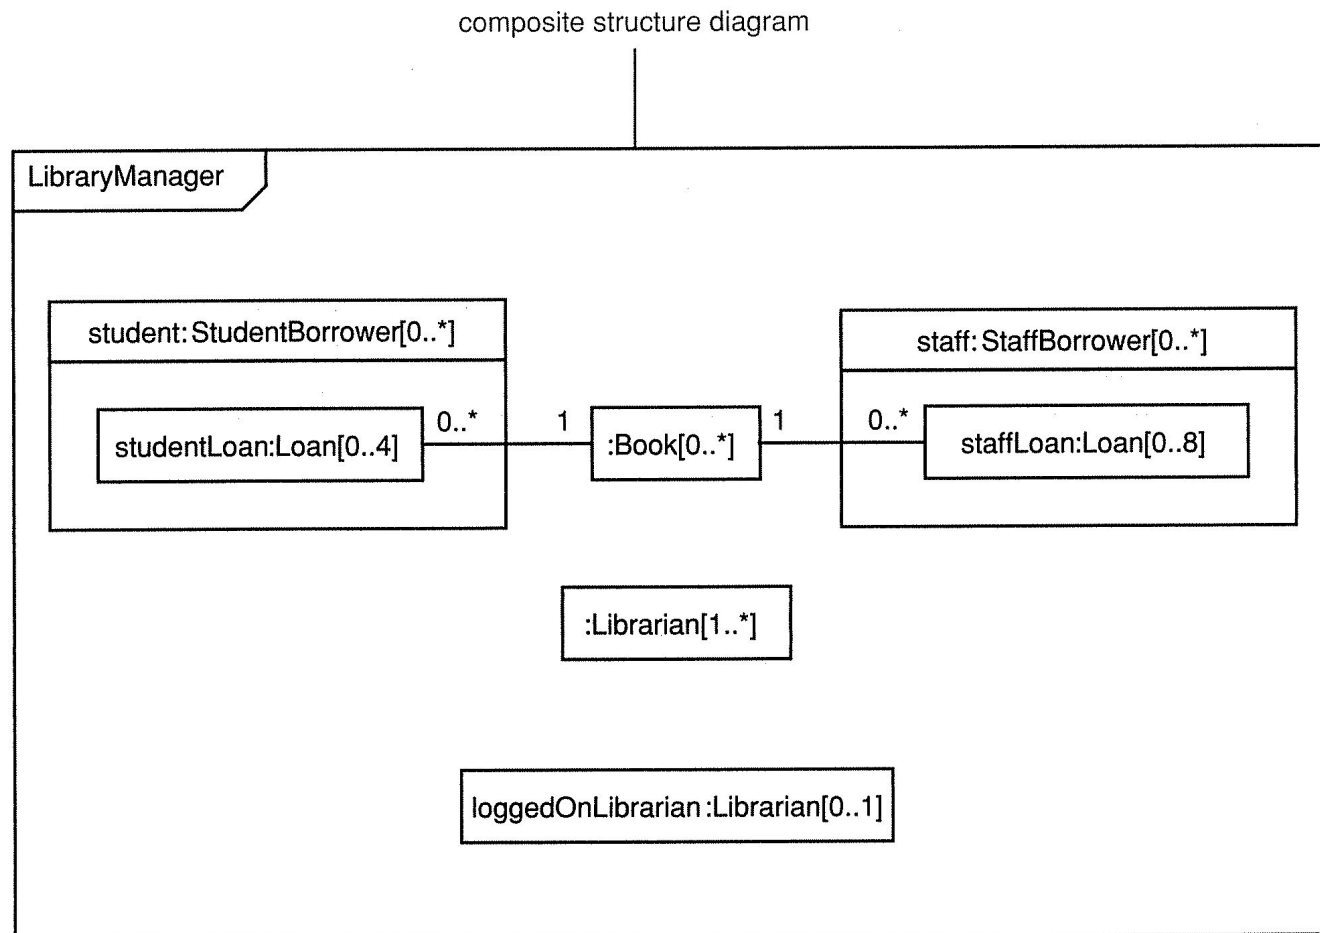 composite structure diagram
LibraryManager
student:StudentBorrower[0..*]
staff:StaffBorrower[0..*]
studentLoan:Loan[0..4]
0..*
1
:Book[0..*]
1
0..*
staffLoan:Loan[0..8]
:Librarian[1..*]
loggedOnLibrarian:Librarian[0..1]